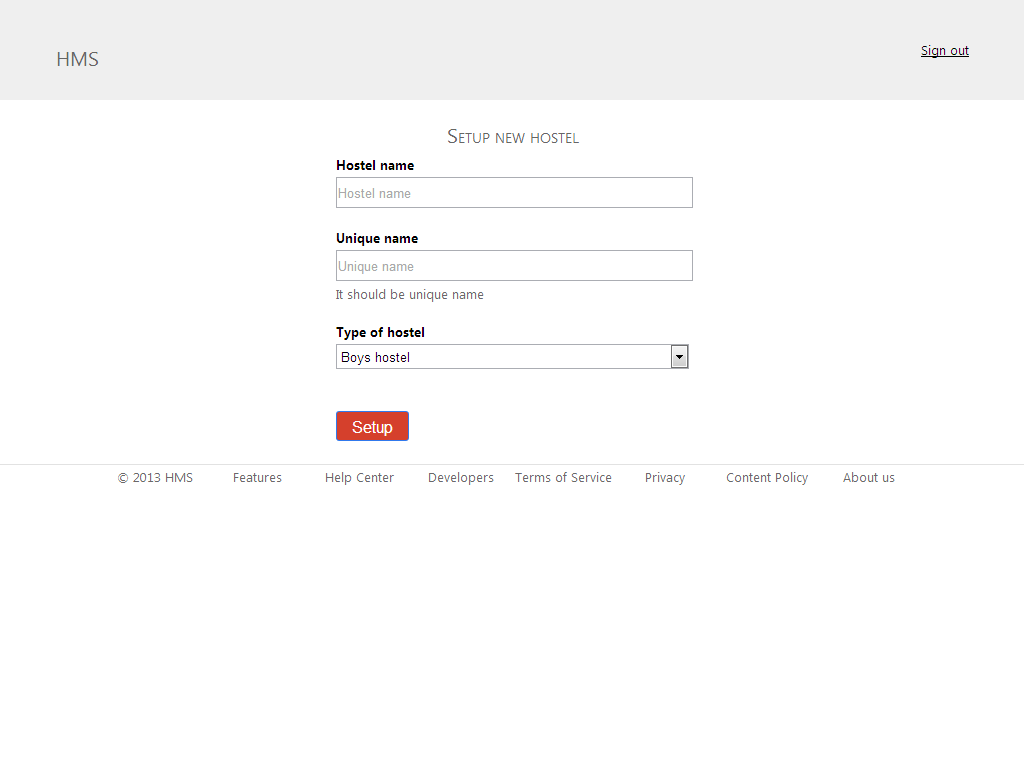 HMS
Sign out
Setup new hostel
Hostel name
Hostel name
Unique name
Unique name
It should be unique name
Type of hostel
Boys hostel
Setup
© 2013 HMS Features Help Center Developers Terms of Service Privacy Content Policy About us